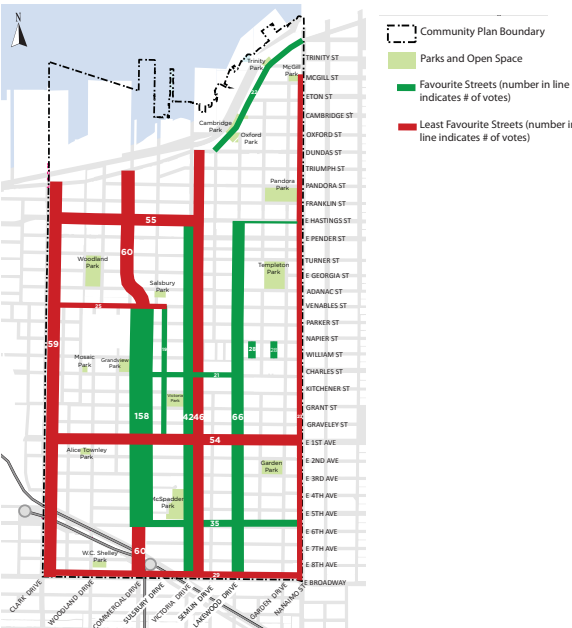 N
Community Plan Boundary
Parks and Open Space
Favourite Streets (number in line
indicates # of votes)
Least Favourite Streets (number in
line indicates # of votes)
Trinity
Park
McGill
Park
Cambridge
Park
Oxford
Park
Pandora
Park
Woodland
Park
Templeton
Park
Salsbury
Park
Mosaic
Park
Grandview
Park
Victoria
Park
Alice Townley
Park
Garden
Park
McSpadden
Park
W.C. Shelley
Park
TRINITY ST
MCGILL ST
ETON ST
CAMBRIDGE ST
OXFORD ST
DUNDAS ST
TRIUMPH ST
PANDORA ST
FRANKLIN ST
E HASTINGS ST
E PENDER ST
TURNER ST
E GEORGIA ST
ADANAC ST
VENABLES ST
PARKER ST
NAPIER ST
WILLIAM ST
CHARLES ST
KITCHENER ST
GRANT ST
GRAVELEY ST
E 1ST AVE
E 2ND AVE
E 3RD AVE
E 4TH AVE
E 5TH AVE
E 6TH AVE
E 7TH AVE
E 8TH AVE
E BROADWAY
55
60
59
158
42
46
66
21
54
35
60
29
CLARK DRIVE
WOODLAND DRIVE
COMMERCIAL DRIVE
SULSBURY DRIVE
VICTORIA DRIVE
SEMLIN DRIVE
LAKEWOOD DRIVE
GARDEN DRIVE
NANAIMO ST